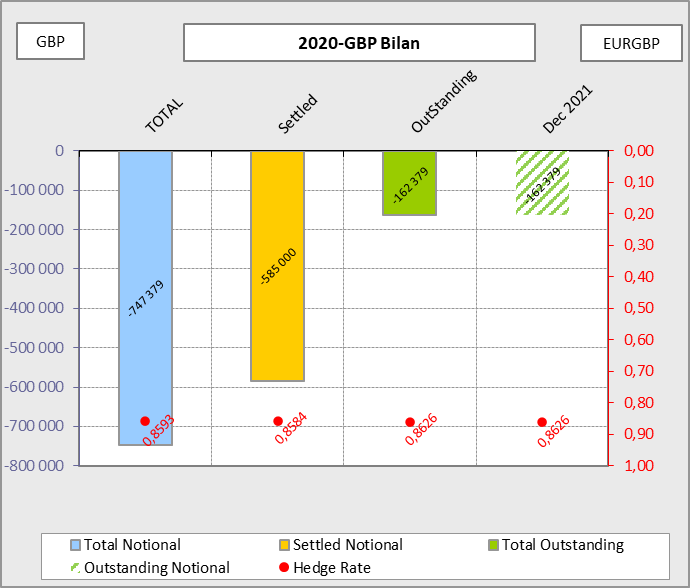 GBP
2020-GBP Bilan
EURGBP
TOTAL
Settled
OutStanding
Dec 2021
0
-100 000
-200 000
-300 000
-400 000
-500 000
-600 000
-700 000
-800 000
0,00
0,10
0,20
0,30
0,40
0,50
0,60
0,70
0,80
0,90
1,00
-747 379
-585 000
-162 379
-162 379
0,8593
0,8584
0,8626
0,8626
Total Notional
Settled Notional
Total Outstanding
Outstanding Notional
Hedge Rate